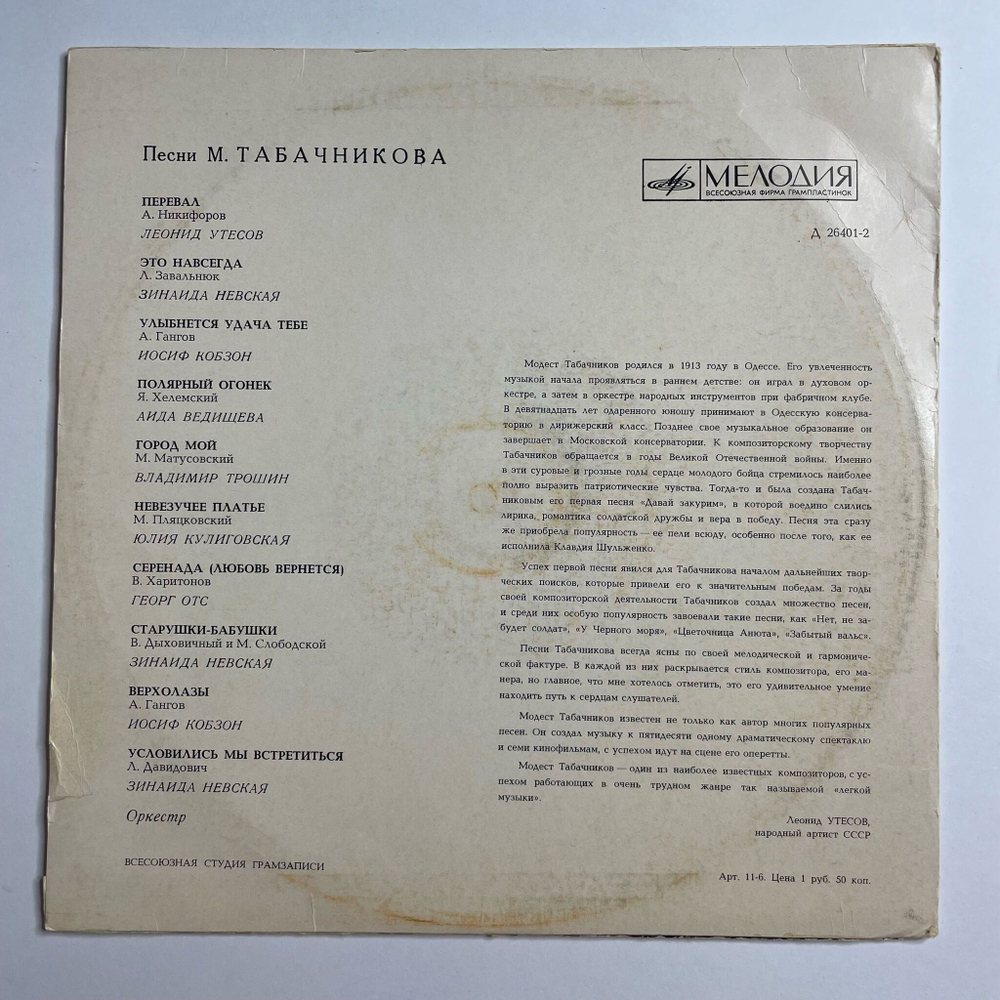 Песни М. ТАБАЧНИКОВА
ПЕРЕВАЛ
А. Никифоров
ЛЕОНИД УТЕСОВ
ЭТО НАВСЕГДА
Л. Завальнюк
ЗИНАИДА НЕВСКАЯ
УЛЫБНЕТСЯ УДАЧА ТЕБЕ
А. Гангов
ИОСИФ КОБЗОН
ПОЛЯРНЫЙ ОГОНЕК
Я. Хелемский
АИДА ВЕДИЩЕВА
ГОРОД МОЙ
М. Матусовский
ВЛАДИМИР ТРОШИН
НЕВЕЗУЧЕЕ ПЛАТЬЕ
М. Пляцковский
ЮЛИЯ КУЛИГОВСКАЯ
СЕРЕНАДА (ЛЮБОВЬ ВЕРНЕТСЯ)
В. Харитонов
ГЕОРГ ОТС
СТАРУШКИ-БАБУШКИ
В. Дыховичный и М. Слободской
ЗИНАИДА НЕВСКАЯ
ВЕРХОЛАЗЫ
А. Гангов
ИОСИФ КОБЗОН
УСЛОВИЛИСЬ МЫ ВСТРЕТИТЬСЯ
Л. Давидович
ЗИНАИДА НЕВСКАЯ
Оркестр
ВСЕСОЮЗНАЯ СТУДИЯ ГРАМЗАПИСИ
МЕЛОДИЯ
ВСЕСОЮЗНАЯ ФИРМА ГРАМПЛАСТИНОК
Д 26401-2
Модест Табачников родился в 1913 году в Одессе. Его увлеченность
музыкой начала проявляться в раннем детстве: он играл в духовом ор-
кестре, а затем в оркестре народных инструментов при фабричном клубе.
В девятнадцать лет одаренного юношу принимают в Одесскую консерва-
торию в дирижерский класс. Позднее свое музыкальное образование он
завершает в Московской консерватории. К композиторскому творчеству
Табачников обращается в годы Великой Отечественной войны. Именно
в эти суровые и грозные годы сердце молодого бойца стремилось наиболее
полно выразить патриотические чувства. Тогда-то и была создана Табач-
никовым его первая песня «Давай закурим», в которой воедино слились
лирика, романтика солдатской дружбы и вера в победу. Песня эта сразу
же приобрела популярность — ее пели всюду, особенно после того, как ее
исполнила Клавдия Шульженко.
Успех первой песни явился для Табачникова началом дальнейших твор-
ческих поисков, которые привели его к значительным победам. За годы
своей композиторской деятельности Табачников создал множество песен,
и среди них особую популярность завоевали такие песни, как «Нет, не за-
будет солдат», «У Черного моря», «Цветочница Анюта», «Забытый вальс».
Песни Табачникова всегда ясны по своей мелодической и гармониче-
ской фактуре. В каждой из них раскрывается стиль композитора, его ма-
нера, но главное, что мне хотелось отметить, это его удивительное умение
находить путь к сердцам слушателей.
Модест Табачников известен не только как автор многих популярных
песен. Он создал музыку к пятидесяти одному драматическому спектаклю
и семи кинофильмам, с успехом идут на сцене его оперетты.
Модест Табачников — один из наиболее известных композиторов, с ус-
пехом работающих в очень трудном жанре так называемой «легкой
музыки».
Леонид УТЕСОВ,
народный артист СССР
Арт. 11-6. Цена 1 руб. 50 коп.